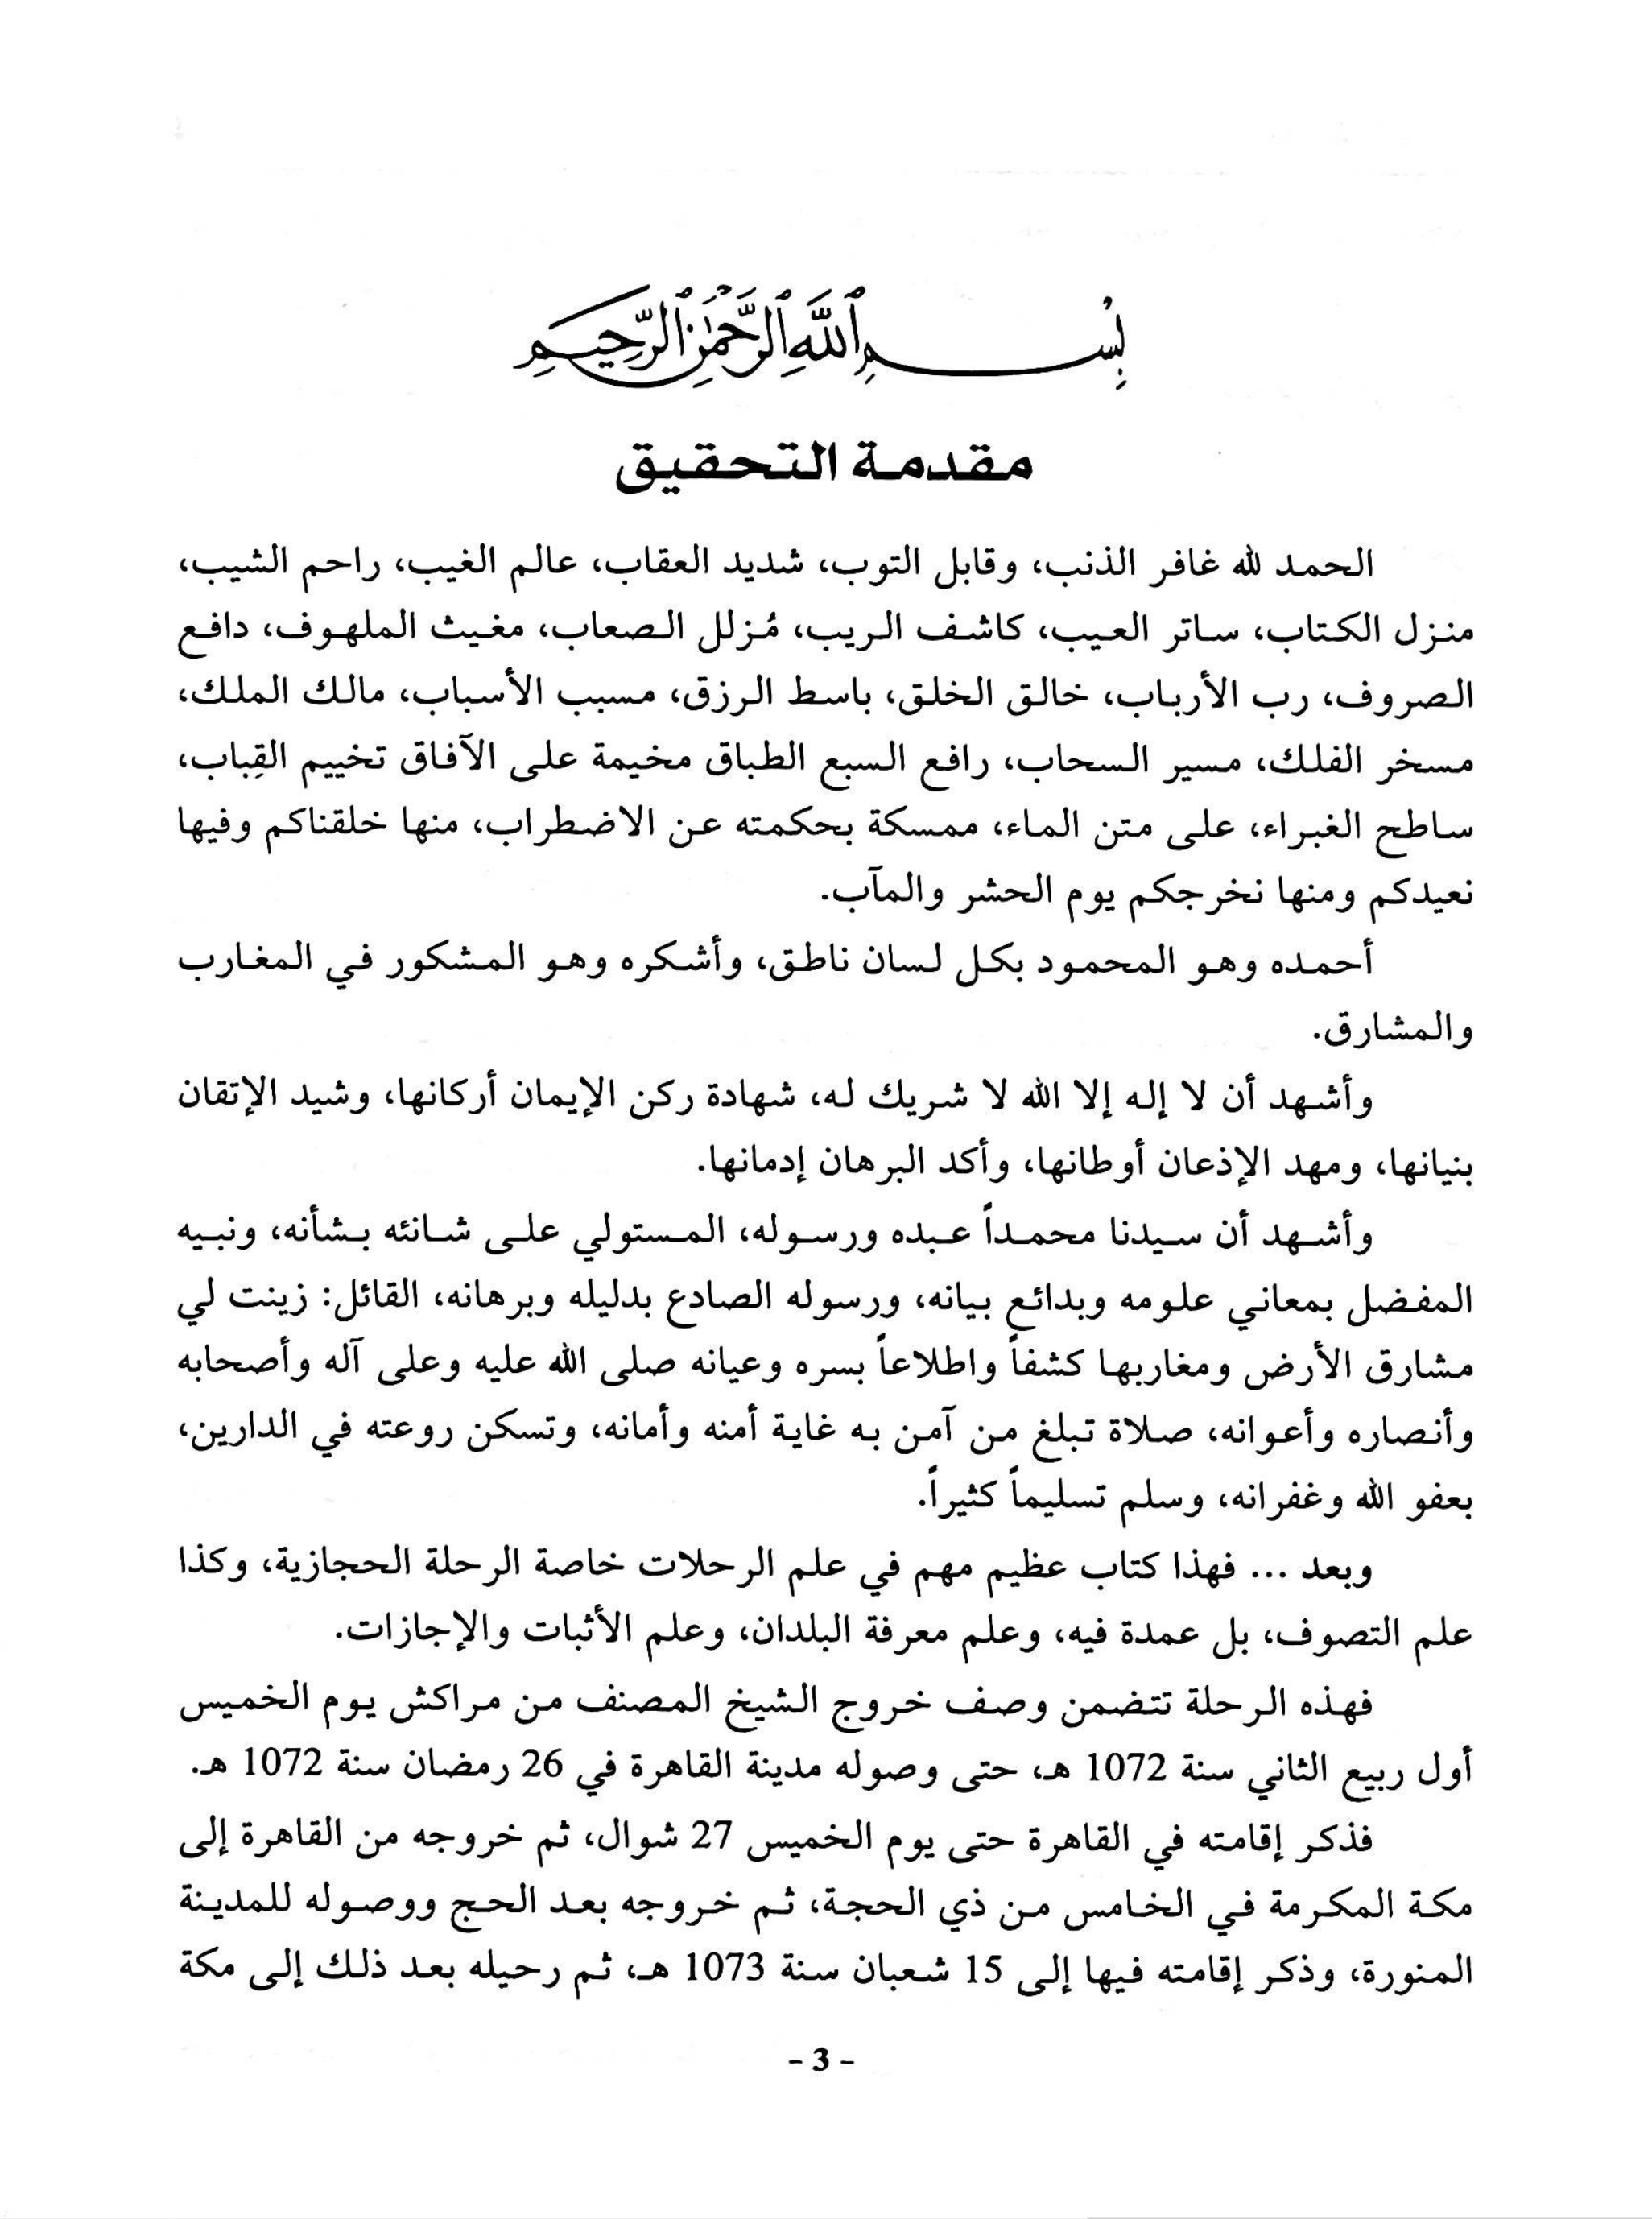 بِسْمِ اللَّهِ الرَّحْمَٰنِ الرَّحِيمِ
مقدمة التحقيق
الحمد لله غافر الذنب، وقابل التوب، شديد العقاب، عالم الغيب، راحم الشيب،
منزل الكتاب، ساتر العيب، كاشف الريب، مُزلل الصعاب، مغيث الملهوف، دافع
الصروف، رب الأرباب، خالق الخلق، باسط الرزق، مسبب الأسباب، مالك الملك،
مسخر الفلك، مسير السحاب، رافع السبع الطباق مخيمة على الآفاق تخييم القِباب،
ساطح الغبراء، على متن الماء، ممسكة بحكمته عن الاضطراب، منها خلقناكم وفيها
نعيدكم ومنها نخرجكم يوم الحشر والمآب.
أحمده وهو المحمود بكل لسان ناطق، وأشكره وهو المشكور في المغارب
والمشارق.
وأشهد أن لا إله إلا الله لا شريك له، شهادة ركن الإيمان أركانها، وشيد الإتقان
بنيانها، ومهد الإذعان أوطانها، وأكد البرهان إدمانها.
وأشهد أن سيدنا محمداً عبده ورسوله، المستولي على شانئه بشأنه، ونبيه
المفضل بمعاني علومه وبدائع بيانه، ورسوله الصادع بدليله وبرهانه، القائل: زينت لي
مشارق الأرض ومغاربها كشفاً واطلاعاً بسره وعيانه صلى الله عليه وعلى آله وأصحابه
وأنصاره وأعوانه، صلاة تبلغ من آمن به غاية أمنه وأمانه، وتسكن روعته في الدارين،
بعفو الله وغفرانه، وسلم تسليماً كثيراً.
وبعد ... فهذا كتاب عظيم مهم في علم الرحلات خاصة الرحلة الحجازية، وكذا
علم التصوف، بل عمدة فيه، وعلم معرفة البلدان، وعلم الأثبات والإجازات.
فهذه الرحلة تتضمن وصف خروج الشيخ المصنف من مراكش يوم الخميس
أول ربيع الثاني سنة 1072 هـ، حتى وصوله مدينة القاهرة في 26 رمضان سنة 1072 هـ.
فذكر إقامته في القاهرة حتى يوم الخميس 27 شوال، ثم خروجه من القاهرة إلى
مكة المكرمة في الخامس من ذي الحجة، ثم خروجه بعد الحج ووصوله للمدينة
المنورة، وذكر إقامته فيها إلى 15 شعبان سنة 1073 هـ، ثم رحيله بعد ذلك إلى مكة
- 3 -